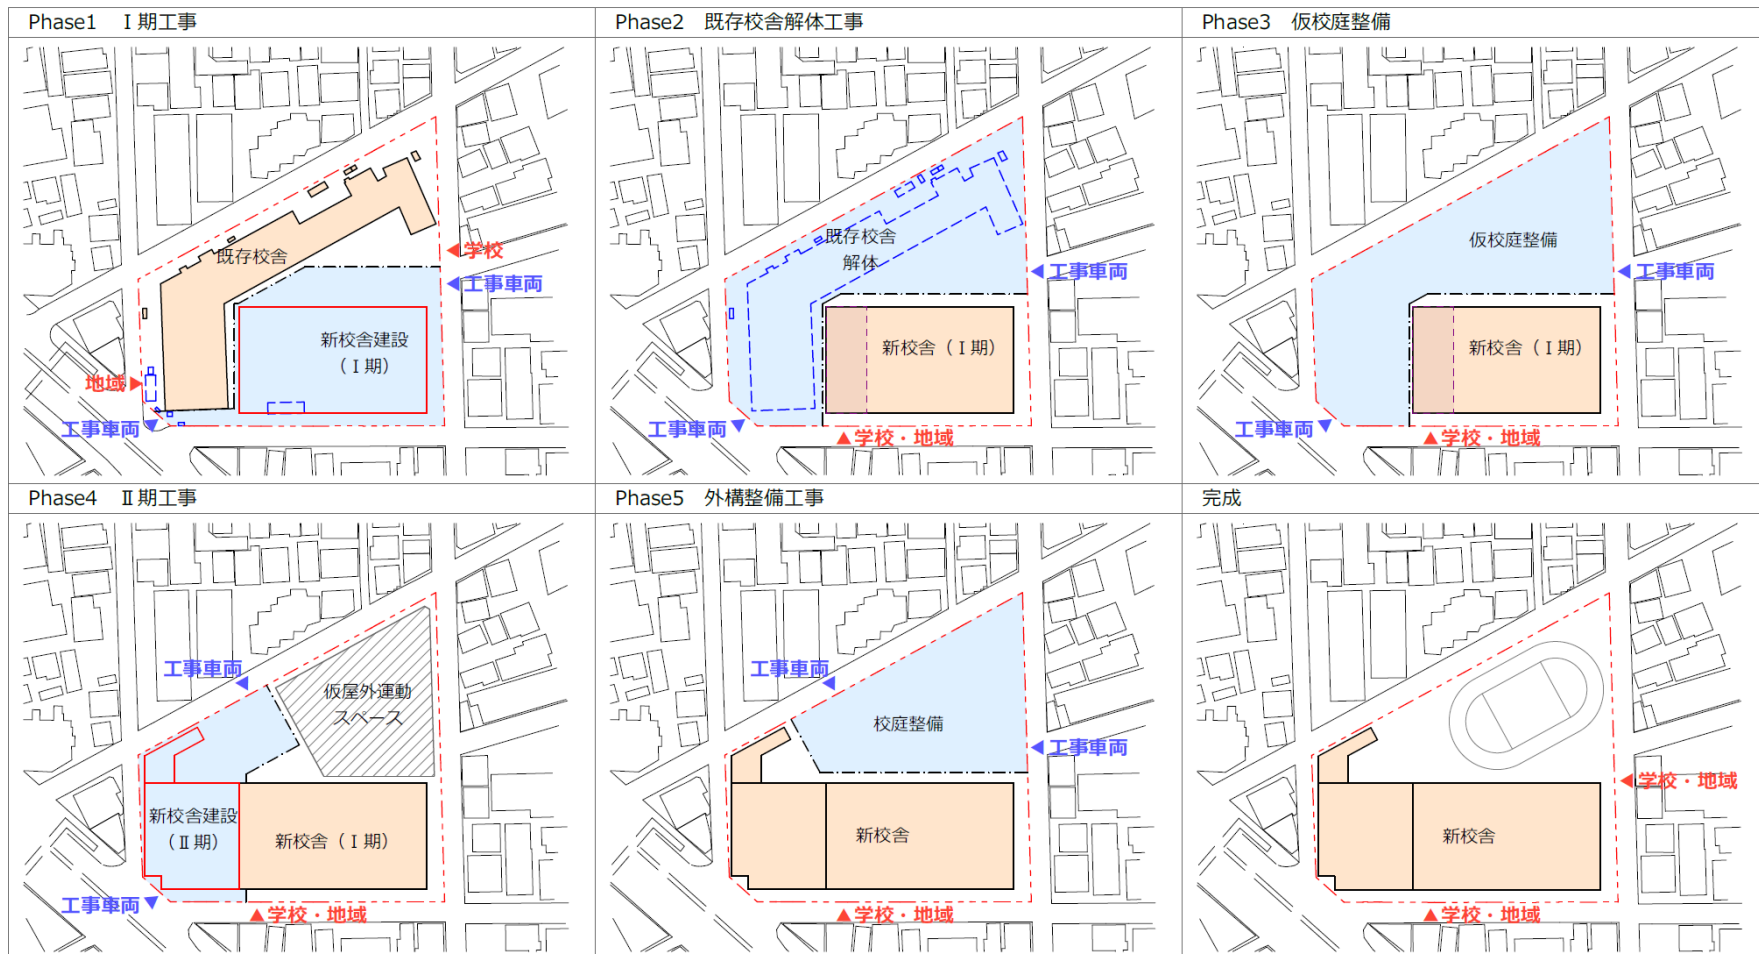 Phase1　Ⅰ期工事
既存校舎
◀学校
◀工事車両
新校舎建設
（Ⅰ期）
地域▶
工事車両
Phase2　既存校舎解体工事
既存校舎
解体
◀工事車両
新校舎（Ⅰ期）
工事車両
▲学校・地域
Phase3　仮校庭整備
仮校庭整備
◀工事車両
新校舎（Ⅰ期）
工事車両
▲学校・地域
Phase4　Ⅱ期工事
工事車両
仮屋外運動
スペース
新校舎建設
（Ⅱ期）
新校舎（Ⅰ期）
工事車両
▲学校・地域
Phase5　外構整備工事
工事車両
校庭整備
◀工事車両
新校舎
▲学校・地域
完成
◀学校・地域
新校舎
▲学校・地域